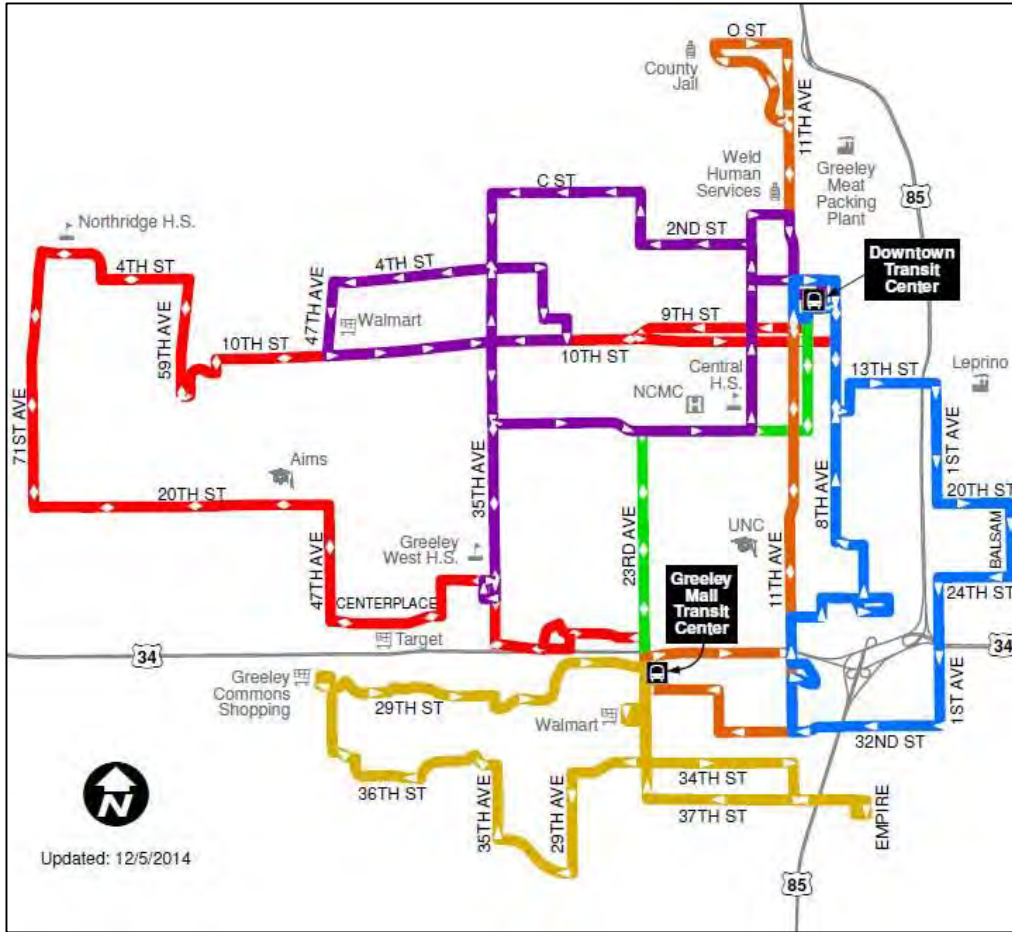 O ST
County
Jail
11TH AVE
Weld
Human
Services
Greeley
Meat
Packing
Plant
85
C ST
Northridge H.S.
2ND ST
4TH ST
4TH ST
Downtown
Transit
Center
47TH AVE
Walmart
9TH ST
59TH AVE
10TH ST
10TH ST
Central
H.S.
13TH ST
Leprino
NCMC
71ST AVE
1ST AVE
Aims
35TH AVE
8TH AVE
20TH ST
20TH ST
UNC
BALSAM
Greeley
West H.S.
23RD AVE
11TH AVE
47TH AVE
Greeley
Mall
Transit
Center
24TH ST
CENTERPLACE
Target
34
34
Greeley
Commons
Shopping
29TH ST
Walmart
1ST AVE
32ND ST
34TH ST
36TH ST
35TH AVE
29TH AVE
37TH ST
EMPIRE
N
Updated: 12/5/2014
85